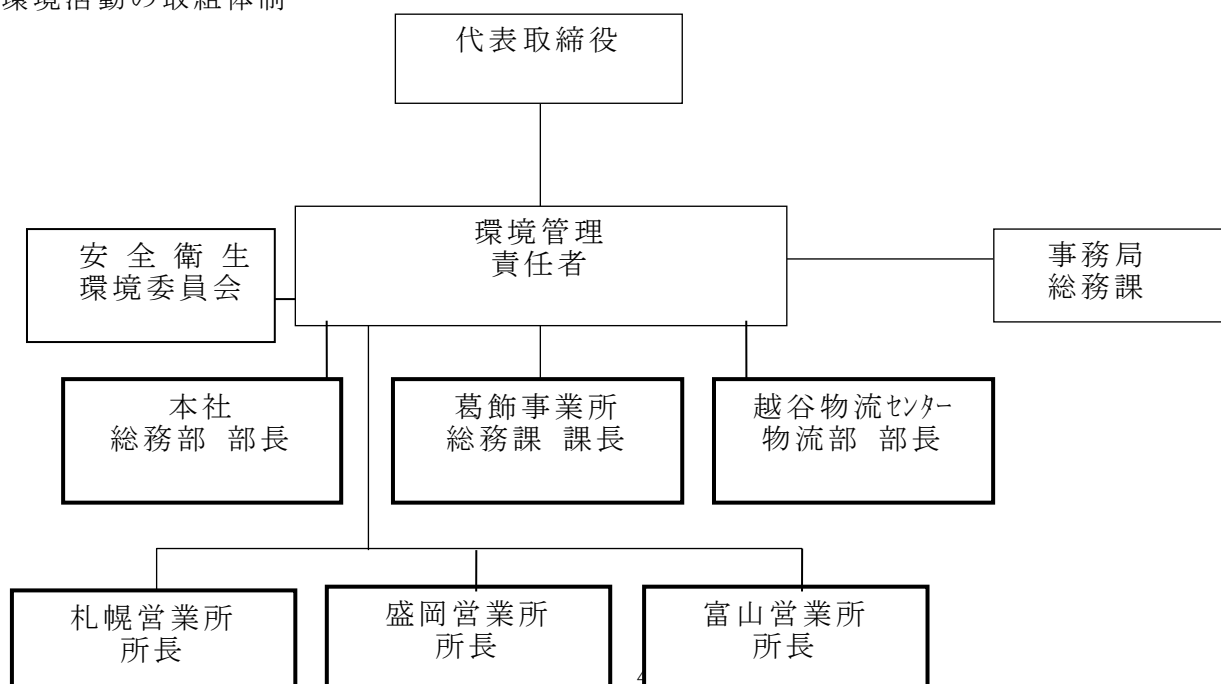 環境活動の取組体制
代表取締役
環境管理
責任者
安全衛生
環境委員会
事務局
総務課
本社
総務部 部長
葛飾事業所
総務課 課長
越谷物流ｾﾝﾀｰ
物流部 部長
札幌営業所
所長
盛岡営業所
所長
富山営業所
所長